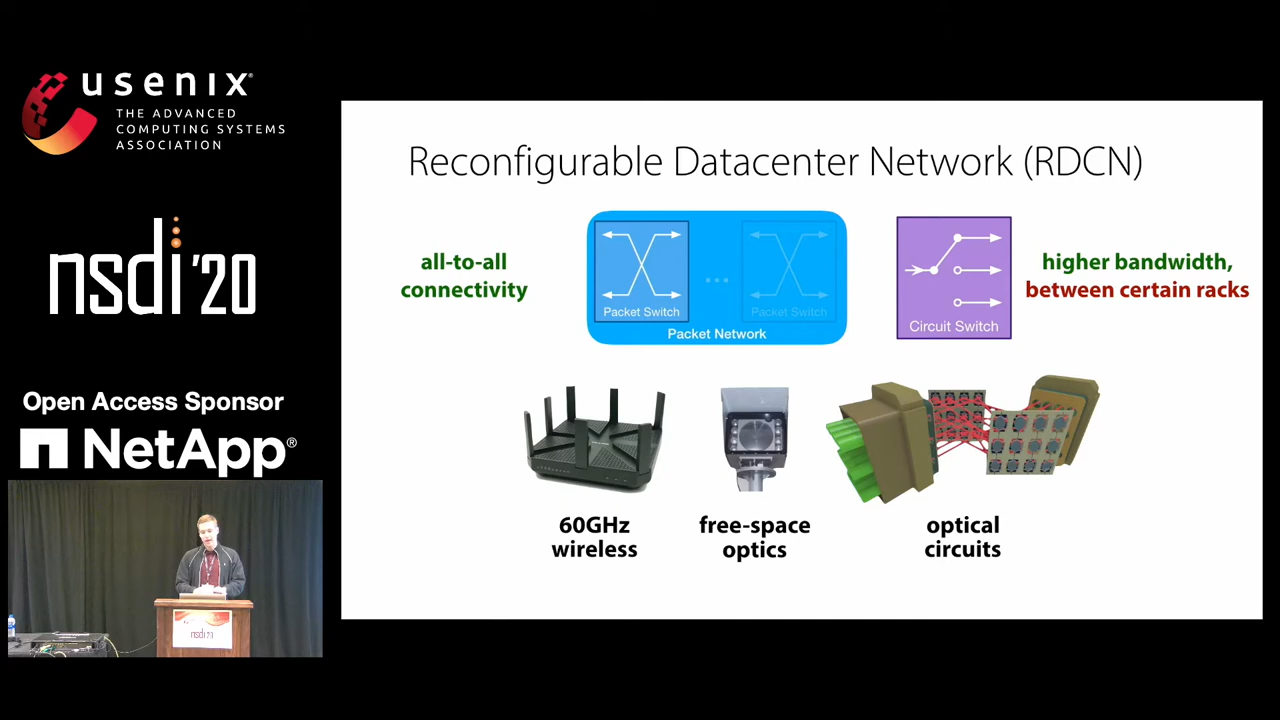 usenix®
THE ADVANCED
COMPUTING SYSTEMS
ASSOCIATION
nsdi '20
Open Access Sponsor
NetApp®
nsdi '20
Reconfigurable Datacenter Network (RDCN)
all-to-all
connectivity
Packet Switch
...
Packet Switch
Packet Network
Circuit Switch
higher bandwidth,
between certain racks
60GHz
wireless
free-space
optics
optical
circuits